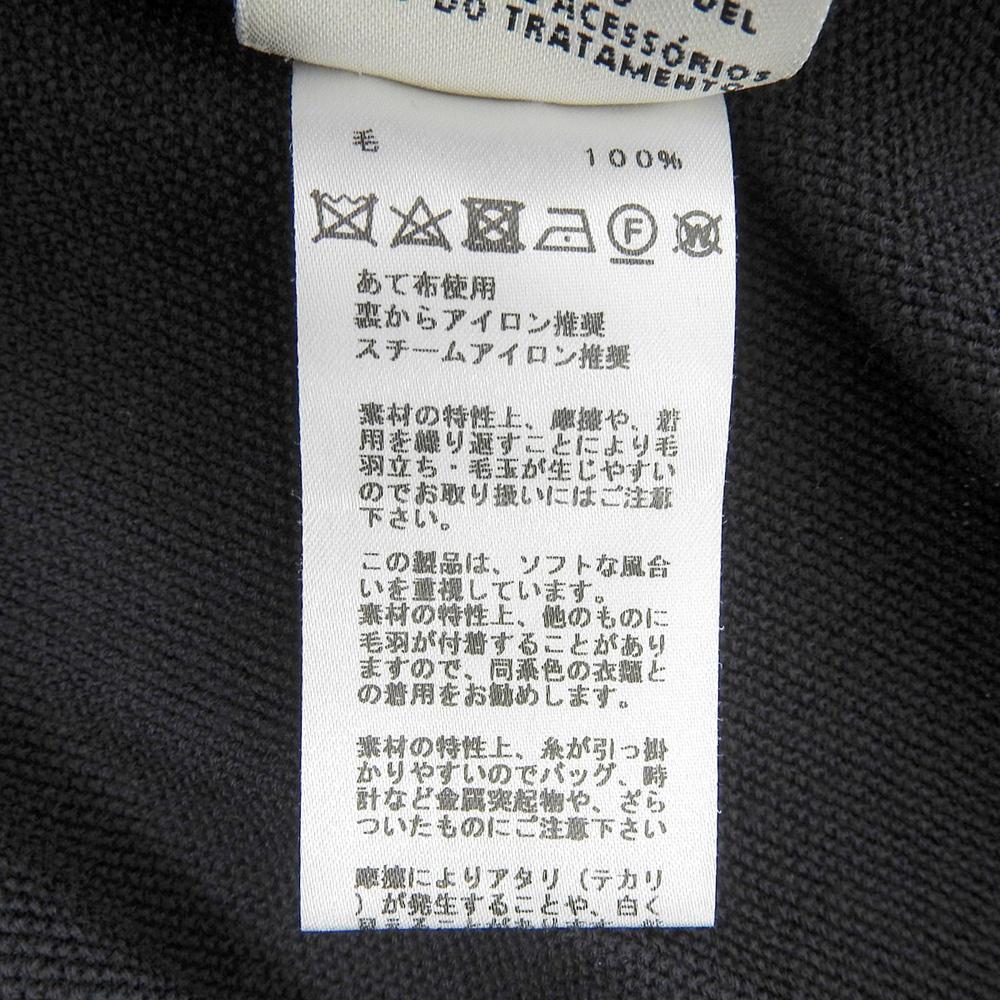 DEL
ACESSÓRIOS
DO TRATAMENTO
毛 100%
F W
あて布使用
裏からアイロン推奨
スチームアイロン推奨
素材の特性上、摩擦や、着
用を繰り返すことにより毛
羽立ち・毛玉が生じやすい
のでお取り扱いにはご注意
下さい。
この製品は、ソフトな風合
いを重視しています。
素材の特性上、他のものに
毛羽が付着することがあり
ますので、同系色の衣類と
の着用をお勧めします。
素材の特性上、糸が引っ掛
かりやすいのでバッグ、時
計など金属突起物や、ざら
ついたものにご注意下さい
摩擦によりアタリ（テカリ
）が発生することや、白く